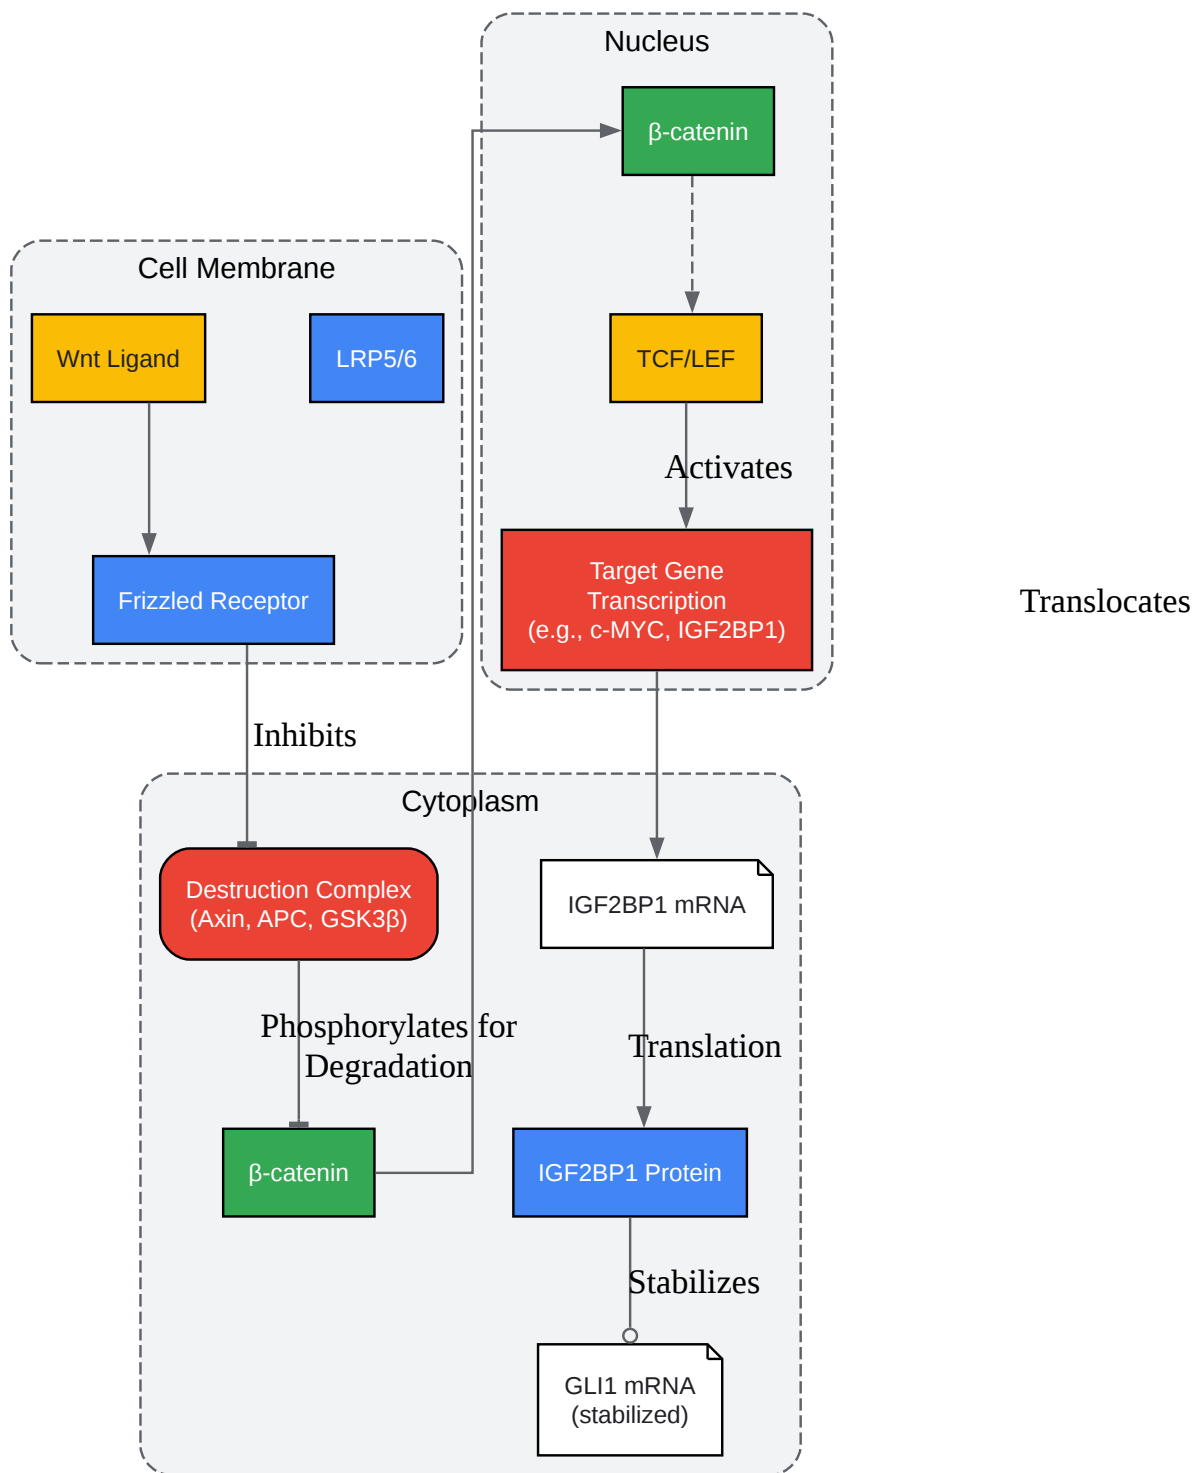 Nucleus
β-catenin
Cell Membrane
Wnt Ligand
LRP5/6
TCF/LEF
Activates
Target Gene
Transcription
(e.g., c-MYC, IGF2BP1)
Frizzled Receptor
Translocates
Inhibits
Cytoplasm
Destruction Complex
(Axin, APC, GSK3β)
IGF2BP1 mRNA
Phosphorylates for
Degradation
Translation
β-catenin
IGF2BP1 Protein
Stabilizes
GLI1 mRNA
(stabilized)